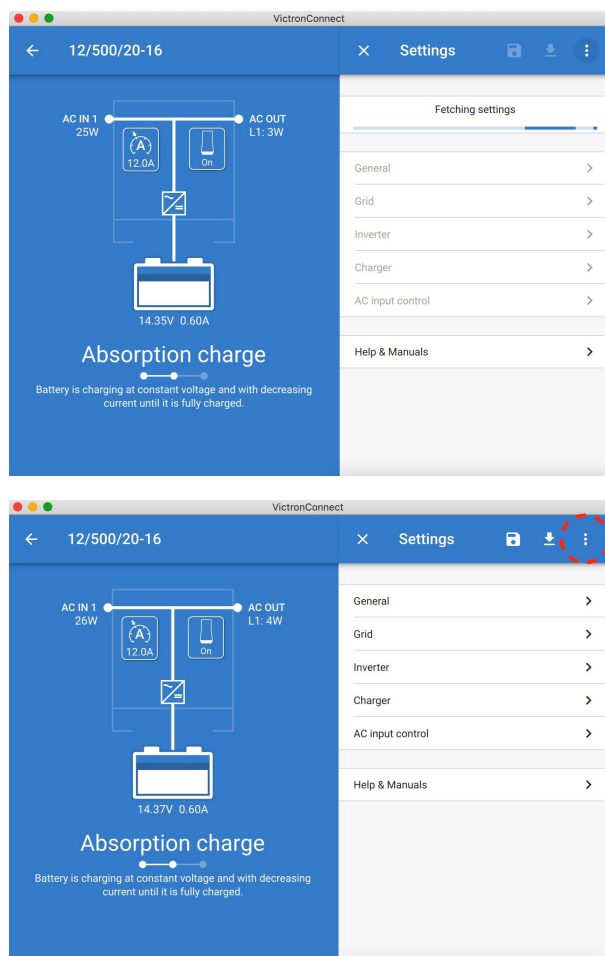 VictronConnect
12/500/20-16
Settings
AC IN 1
25W
AC OUT
L1: 3W
A
12.0A
On
14.35V 0.60A
Absorption charge
Battery is charging at constant voltage and with decreasing
current until it is fully charged.
Fetching settings
General
Grid
Inverter
Charger
AC input control
Help & Manuals
VictronConnect
12/500/20-16
Settings
AC IN 1
26W
AC OUT
L1: 4W
A
12.0A
On
14.37V 0.60A
Absorption charge
Battery is charging at constant voltage and with decreasing
current until it is fully charged.
General
Grid
Inverter
Charger
AC input control
Help & Manuals